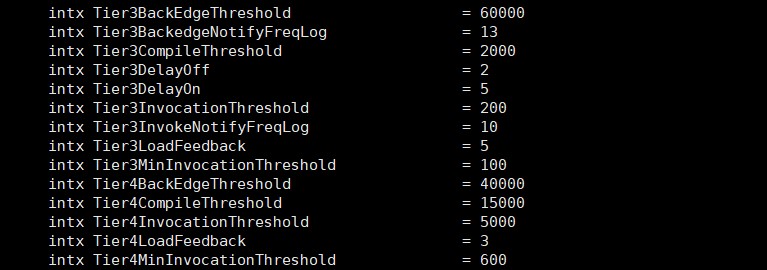 intx Tier3BackEdgeThreshold = 60000
intx Tier3BackedgeNotifyFreqLog = 13
intx Tier3CompileThreshold = 2000
intx Tier3DelayOff = 2
intx Tier3DelayOn = 5
intx Tier3InvocationThreshold = 200
intx Tier3InvokeNotifyFreqLog = 10
intx Tier3LoadFeedback = 5
intx Tier3MinInvocationThreshold = 100
intx Tier4BackEdgeThreshold = 40000
intx Tier4CompileThreshold = 15000
intx Tier4InvocationThreshold = 5000
intx Tier4LoadFeedback = 3
intx Tier4MinInvocationThreshold = 600